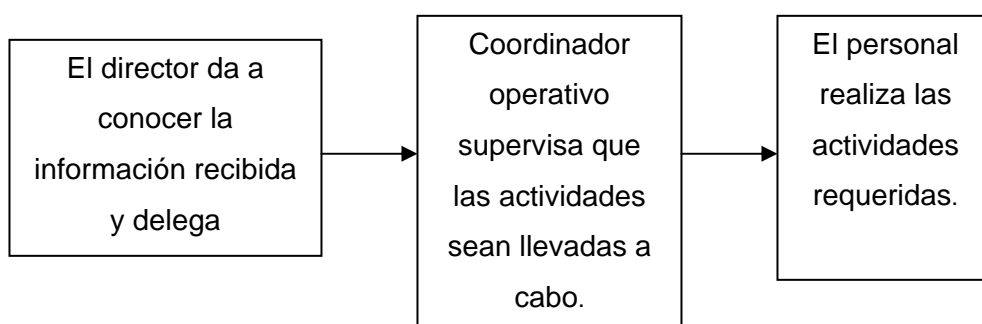 El director da a
conocer la
información recibida
y delega
Coordinador
operativo
supervisa que
las actividades
sean llevadas a
cabo.
El personal
realiza las
actividades
requeridas.